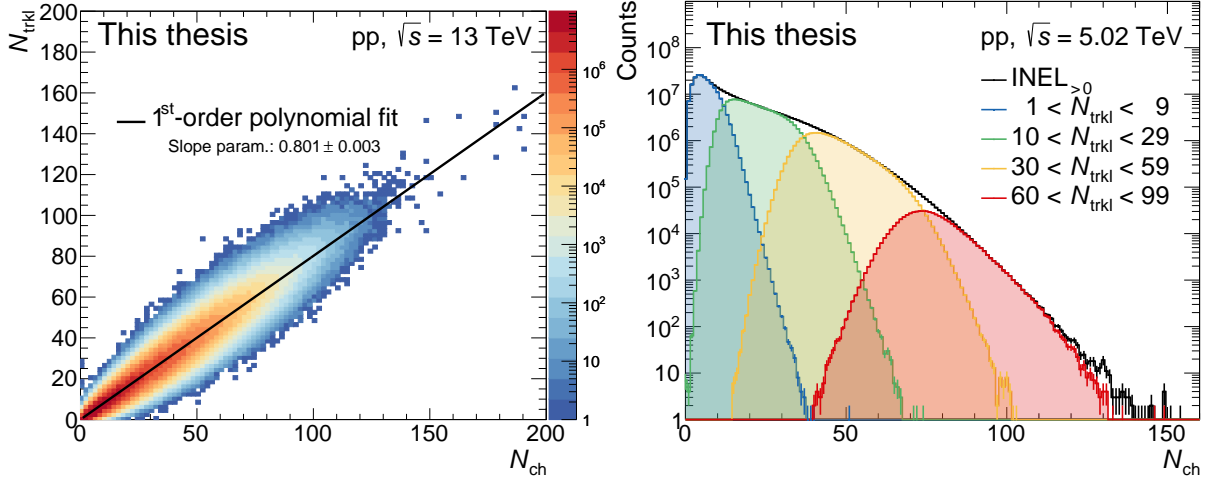 This thesis
pp, √s = 13 TeV
1st-order polynomial fit
Slope param.: 0.801 ± 0.003
N_trkl
160
140
120
100
80
60
40
20
0
0 50 100 150 200
N_ch
10^6
10^5
10^4
10^3
10^2
10
1
This thesis
pp, √s = 5.02 TeV
INEL_>0
1 < N_trkl < 9
10 < N_trkl < 29
30 < N_trkl < 59
60 < N_trkl < 99
Counts
10^8
10^7
10^6
10^5
10^4
10^3
10^2
10
1
0 50 100 150
N_ch